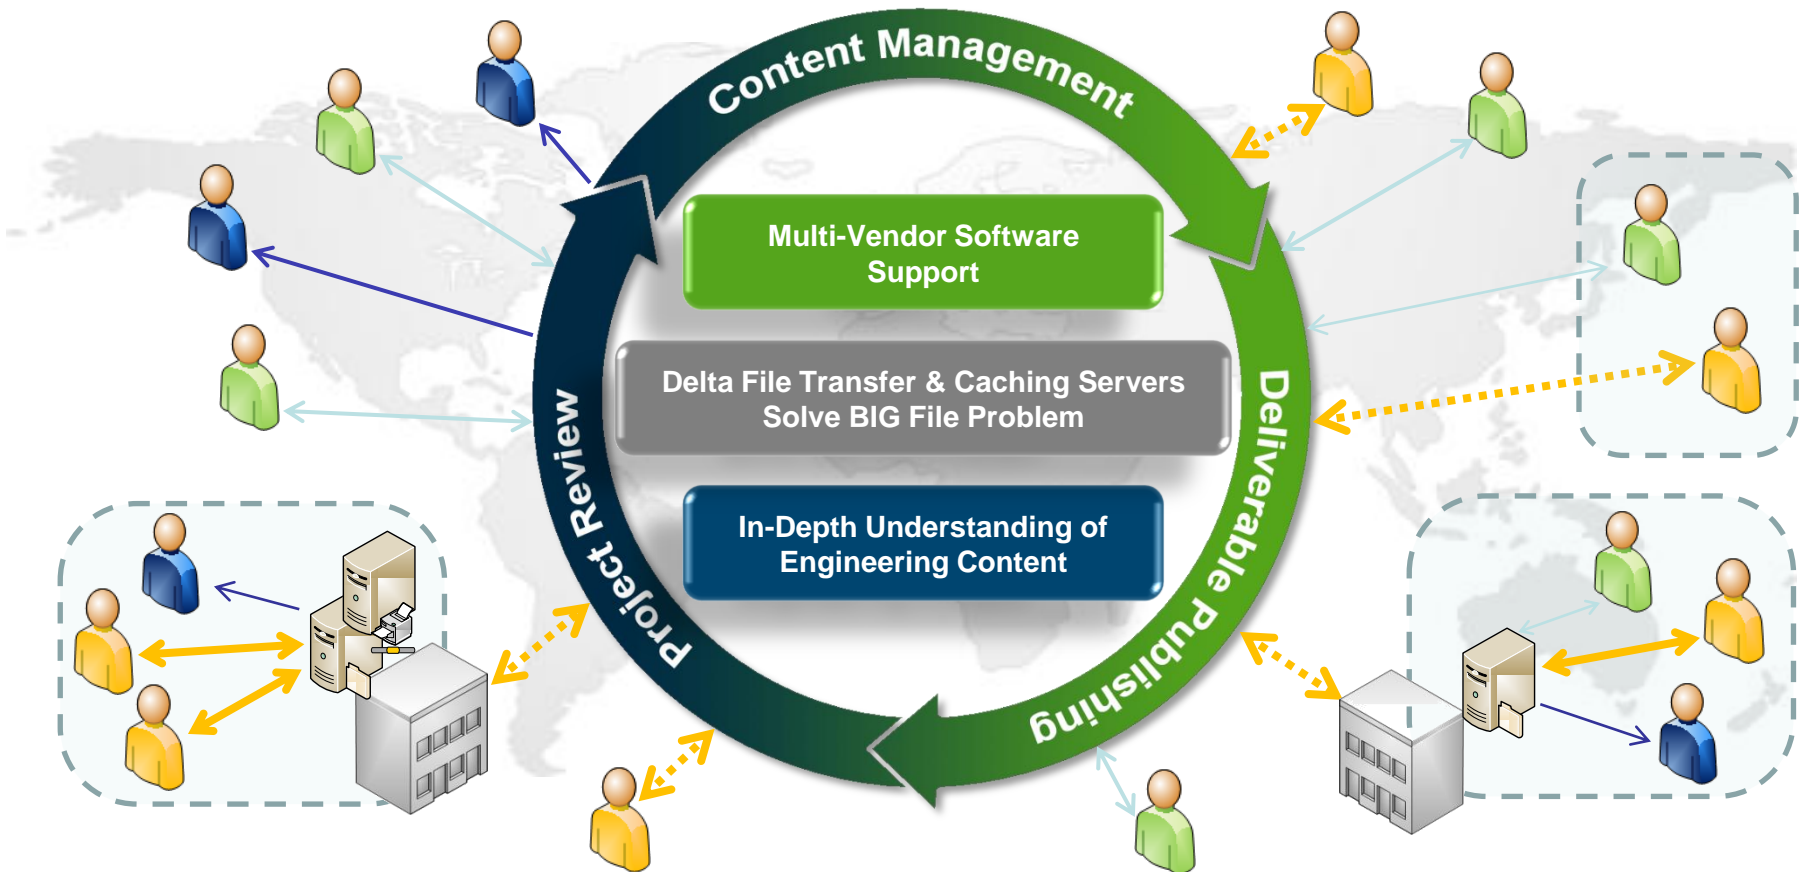 Content Management
Multi-Vendor Software
Support
Delta File Transfer & Caching Servers
Solve BIG File Problem
In-Depth Understanding of
Engineering Content
Deliverable Publishing
Project Review